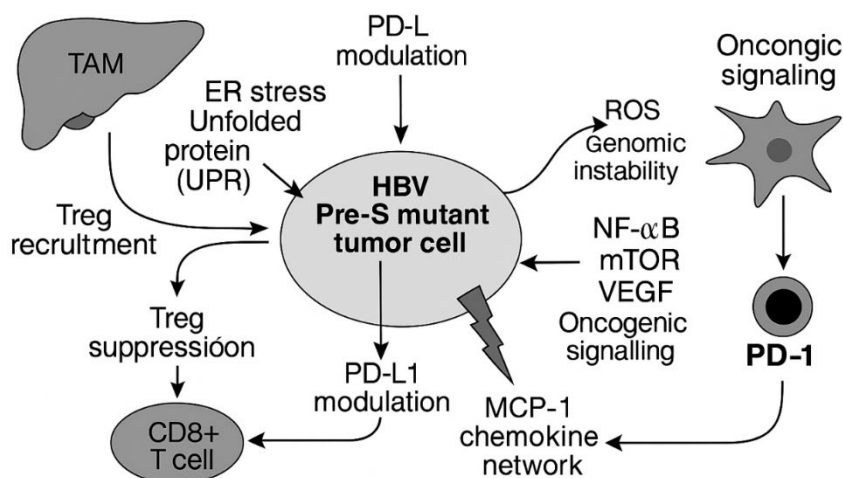 TAM
PD-L
modulation
Oncongic
signaling
ER stress
Unfolded
protein
(UPR)
ROS
Genomic
instability
HBV
Pre-S mutant
tumor cell
Treg
recrultment
NF-αB
mTOR
VEGF
Oncogenic
signalling
Treg
suppressióon
PD-L1
modulation
PD-1
MCP-1
chemokine
network
CD8+
T cell